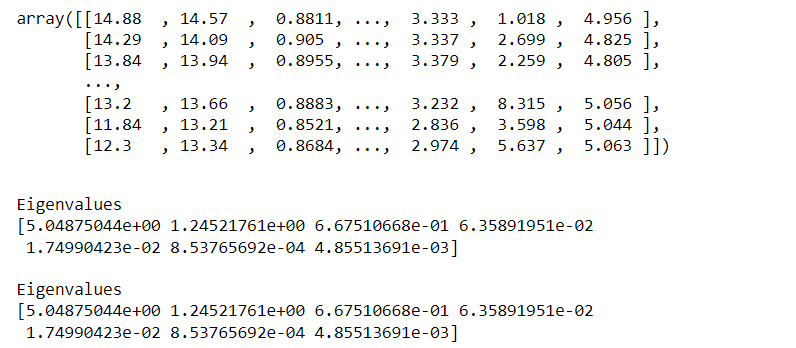 array([[14.88  , 14.57  ,  0.8811, ...,  3.333 ,  1.018 ,  4.956 ],
       [14.29  , 14.09  ,  0.905 , ...,  3.337 ,  2.699 ,  4.825 ],
       [13.84  , 13.94  ,  0.8955, ...,  3.379 ,  2.259 ,  4.805 ],
       ...,
       [13.2   , 13.66  ,  0.8883, ...,  3.232 ,  8.315 ,  5.056 ],
       [11.84  , 13.21  ,  0.8521, ...,  2.836 ,  3.598 ,  5.044 ],
       [12.3   , 13.34  ,  0.8684, ...,  2.974 ,  5.637 ,  5.063 ]])
Eigenvalues
[5.04875044e+00 1.24521761e+00 6.67510668e-01 6.35891951e-02
 1.74990423e-02 8.53765692e-04 4.85513691e-03]
Eigenvalues
[5.04875044e+00 1.24521761e+00 6.67510668e-01 6.35891951e-02
 1.74990423e-02 8.53765692e-04 4.85513691e-03]